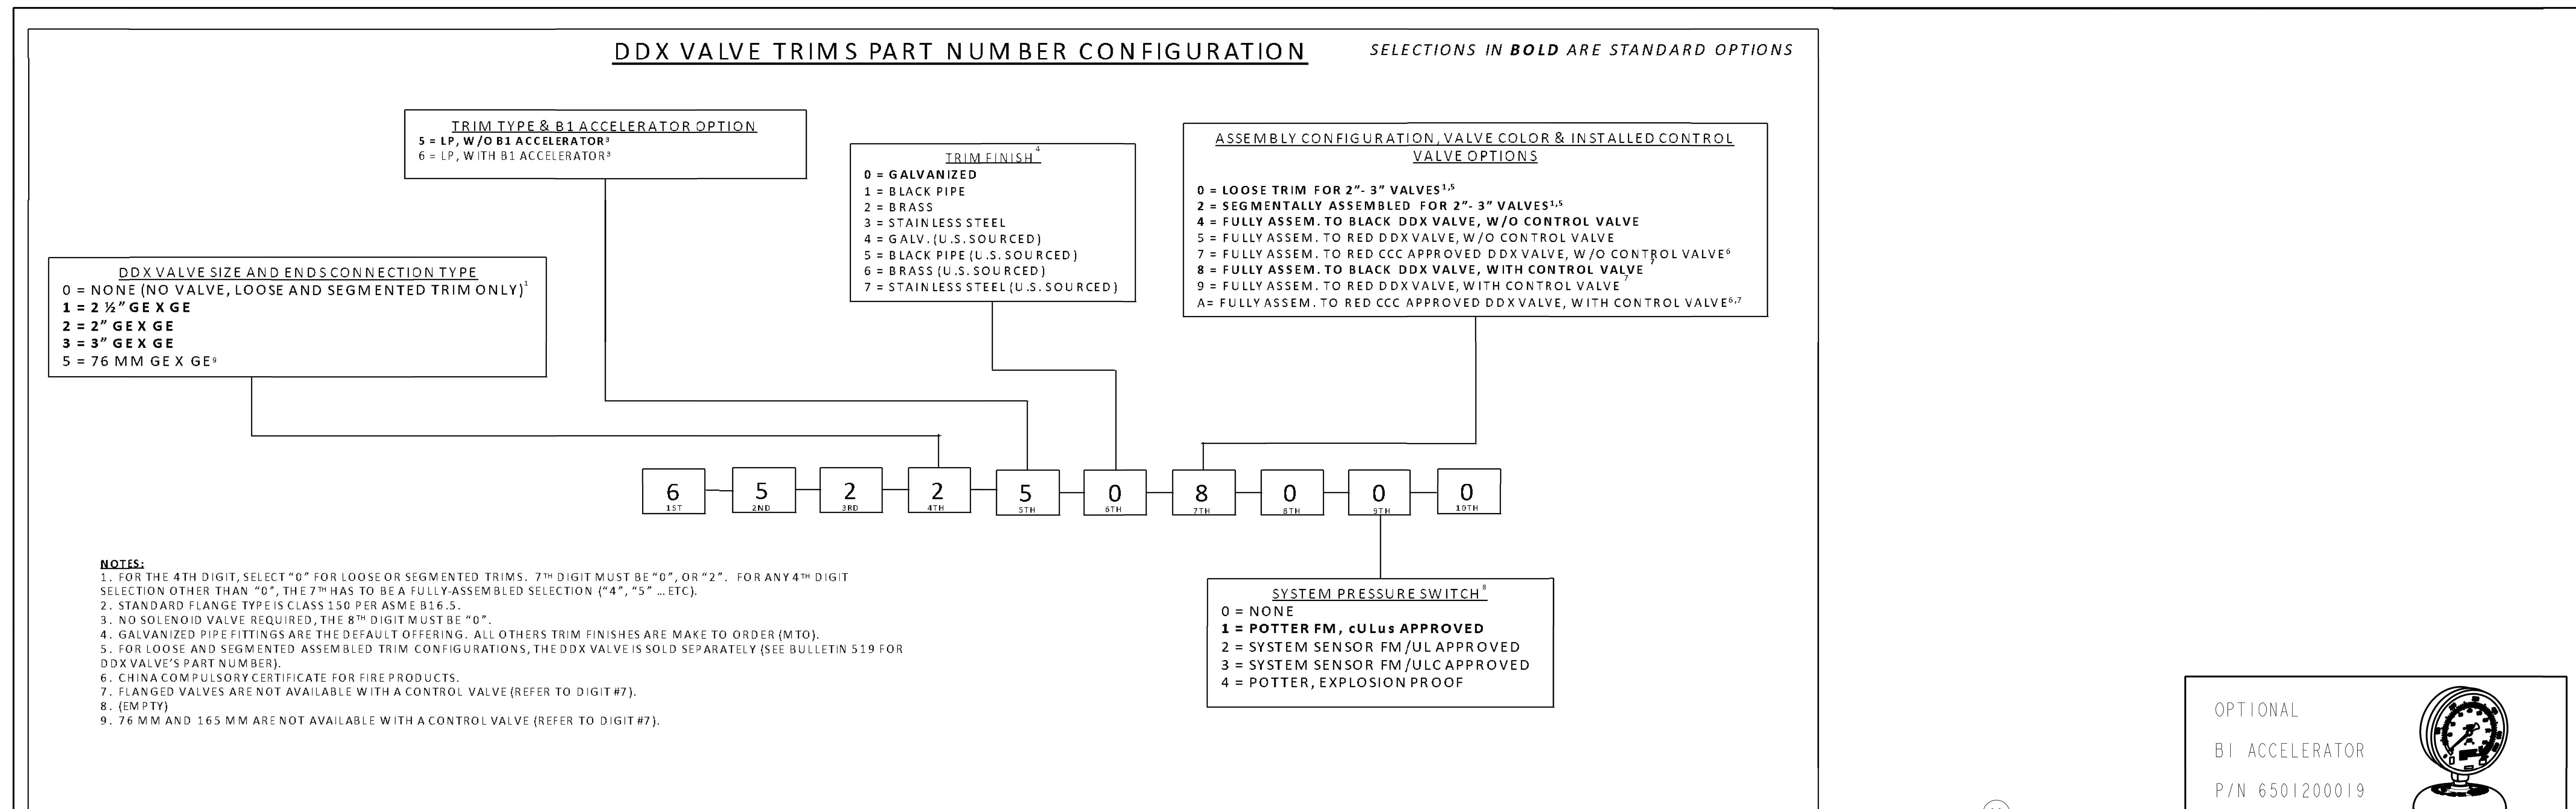 DDX VALVE TRIMS PART NUMBER CONFIGURATION
SELECTIONS IN BOLD ARE STANDARD OPTIONS
TRIM TYPE & B1 ACCELERATOR OPTION
5 = LP, W/O B1 ACCELERATOR³
6 = LP, WITH B1 ACCELERATOR³
TRIM FINISH⁴
0 = GALVANIZED
1 = BLACK PIPE
2 = BRASS
3 = STAINLESS STEEL
4 = GALV. (U.S. SOURCED)
5 = BLACK PIPE (U.S. SOURCED)
6 = BRASS (U.S. SOURCED)
7 = STAINLESS STEEL (U.S. SOURCED)
ASSEMBLY CONFIGURATION, VALVE COLOR & INSTALLED CONTROL
VALVE OPTIONS
0 = LOOSE TRIM FOR 2”- 3” VALVES¹,⁵
2 = SEGMENTALLY ASSEMBLED FOR 2”- 3” VALVES¹,⁵
4 = FULLY ASSEM. TO BLACK DDX VALVE, W/O CONTROL VALVE
5 = FULLY ASSEM. TO RED DDX VALVE, W/O CONTROL VALVE
7 = FULLY ASSEM. TO RED CCC APPROVED DDX VALVE, W/O CONTROL VALVE⁶
8 = FULLY ASSEM. TO BLACK DDX VALVE, WITH CONTROL VALVE⁷
9 = FULLY ASSEM. TO RED DDX VALVE, WITH CONTROL VALVE⁷
A= FULLY ASSEM. TO RED CCC APPROVED DDX VALVE, WITH CONTROL VALVE⁶,⁷
DDX VALVE SIZE AND ENDS CONNECTION TYPE
0 = NONE (NO VALVE, LOOSE AND SEGMENTED TRIM ONLY)¹
1 = 2 ½” GE X GE
2 = 2” GE X GE
3 = 3” GE X GE
5 = 76 MM GE X GE⁹
6 5 2 2 5 0 8 0 0 0
1ST 2ND 3RD 4TH 5TH 6TH 7TH 8TH 9TH 10TH
NOTES:
1. FOR THE 4TH DIGIT, SELECT “0” FOR LOOSE OR SEGMENTED TRIMS. 7ᵀᴴ DIGIT MUST BE “0”, OR “2”. FOR ANY 4ᵀᴴ DIGIT
SELECTION OTHER THAN “0”, THE 7ᵀᴴ HAS TO BE A FULLY-ASSEMBLED SELECTION (“4”, “5” ... ETC).
2. STANDARD FLANGE TYPE IS CLASS 150 PER ASME B16.5.
3. NO SOLENOID VALVE REQUIRED, THE 8ᵀᴴ DIGIT MUST BE “0”.
4. GALVANIZED PIPE FITTINGS ARE THE DEFAULT OFFERING. ALL OTHERS TRIM FINISHES ARE MAKE TO ORDER (MTO).
5. FOR LOOSE AND SEGMENTED ASSEMBLED TRIM CONFIGURATIONS, THE DDX VALVE IS SOLD SEPARATELY (SEE BULLETIN 519 FOR
DDX VALVE’S PART NUMBER).
6. CHINA COMPULSORY CERTIFICATE FOR FIRE PRODUCTS.
7. FLANGED VALVES ARE NOT AVAILABLE WITH A CONTROL VALVE (REFER TO DIGIT #7).
8. (EMPTY)
9. 76 MM AND 165 MM ARE NOT AVAILABLE WITH A CONTROL VALVE (REFER TO DIGIT #7).
SYSTEM PRESSURE SWITCH⁸
0 = NONE
1 = POTTER FM, cULus APPROVED
2 = SYSTEM SENSOR FM/UL APPROVED
3 = SYSTEM SENSOR FM/ULC APPROVED
4 = POTTER, EXPLOSION PROOF
OPTIONAL
B1 ACCELERATOR
P/N 6501200019